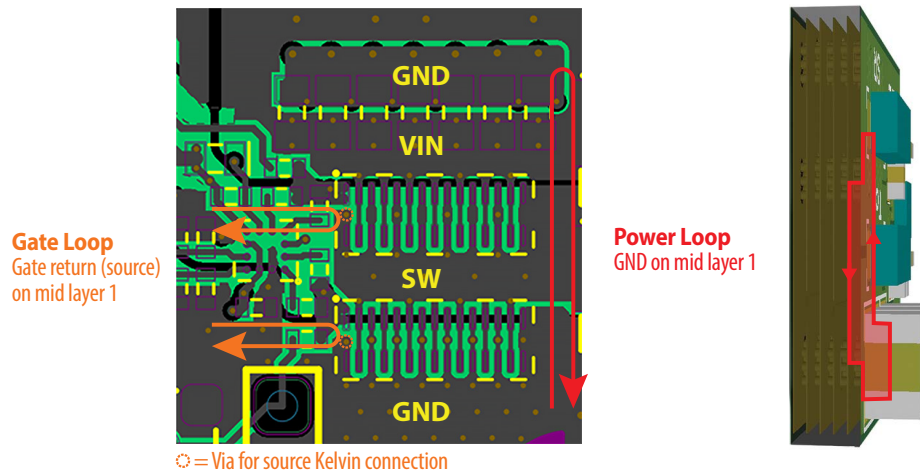 GND
VIN
Gate Loop
Gate return (source)
on mid layer 1
SW
GND
Power Loop
GND on mid layer 1
= Via for source Kelvin connection